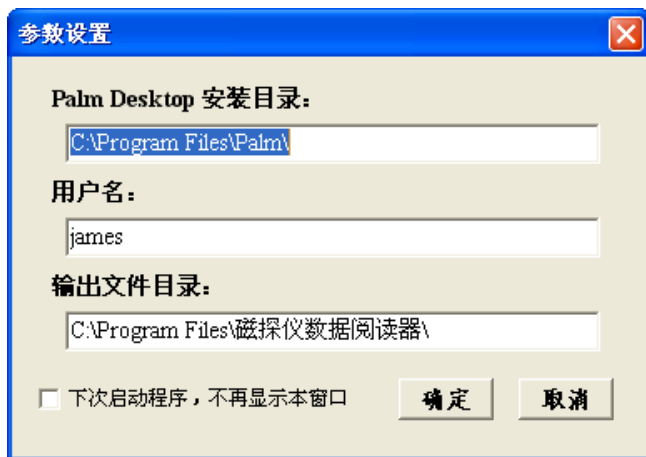 参数设置
Palm Desktop 安装目录：
C:\Program Files\Palm\
用户名：
james
输出文件目录：
C:\Program Files\磁探仪数据阅读器\
下次启动程序，不再显示本窗口
确定
取消